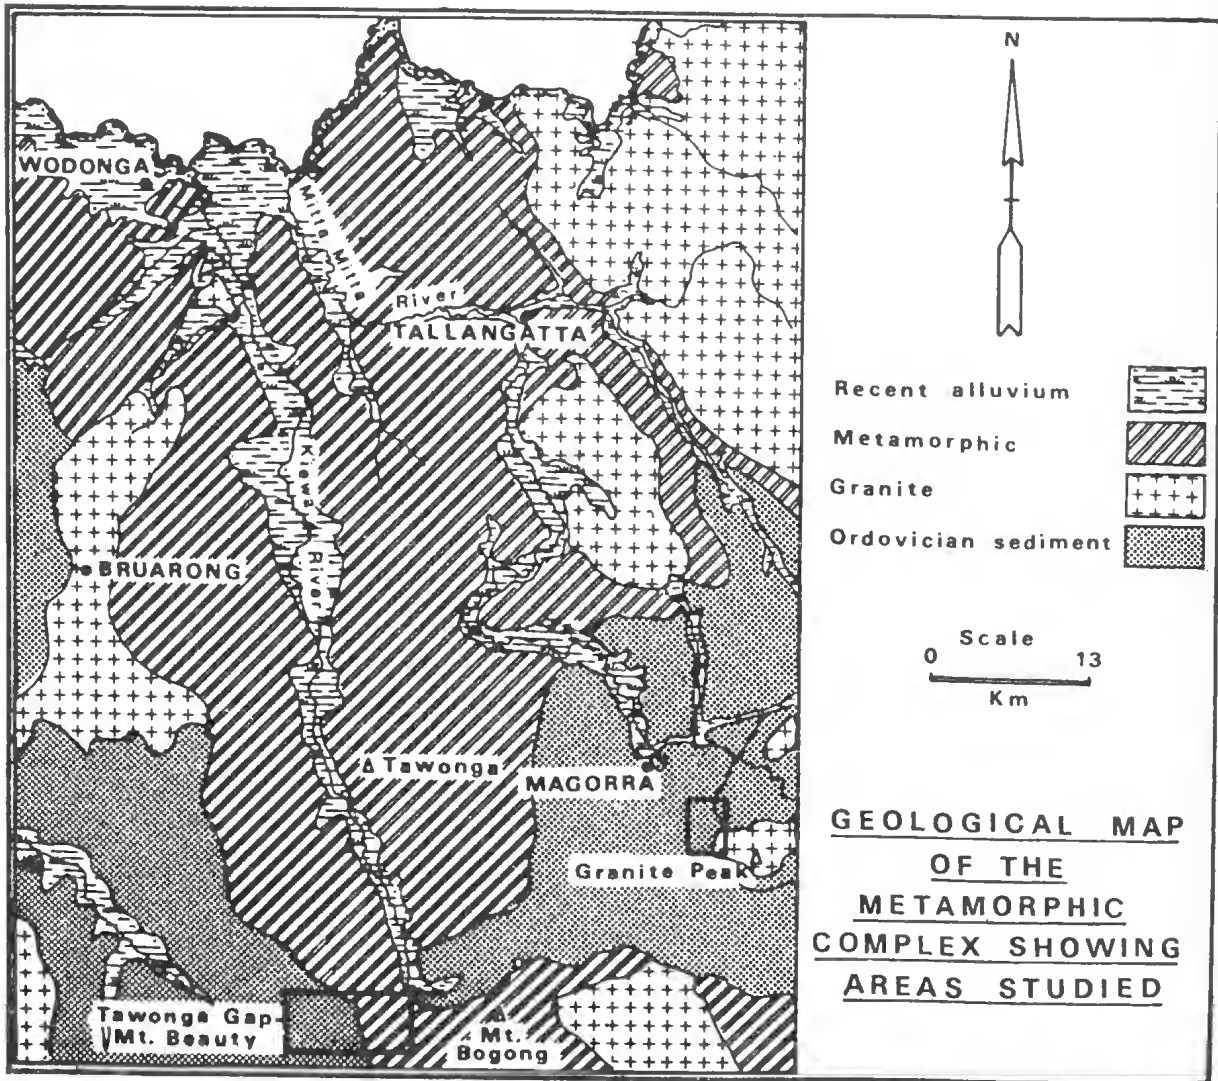 WODONGA
Mitta Mitta
River
TALLANGATTA
Kiewa
River
BRUARONG
Tawonga
MAGORRA
Granite Peak
Tawonga Gap-
Mt. Beauty
Mt.
Bogong
N
Recent alluvium
Metamorphic
Granite
Ordovician sediment
Scale
0 13
Km
GEOLOGICAL MAP
OF THE
METAMORPHIC
COMPLEX SHOWING
AREAS STUDIED